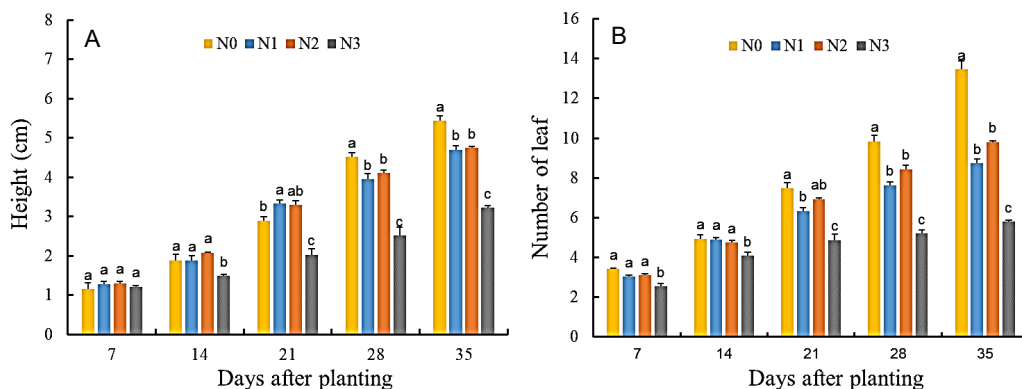 A
N0 N1 N2 N3
Height (cm)
8
7
6
5
4
3
2
1
0
a a a a
a a a b
b a ab c
a b b c
a b b c
7 14 21 28 35
Days after planting
B
N0 N1 N2 N3
Number of leaf
16
14
12
10
8
6
4
2
0
a a a b
a a a b
a b ab c
a b b c
a b b c
7 14 21 28 35
Days after planting